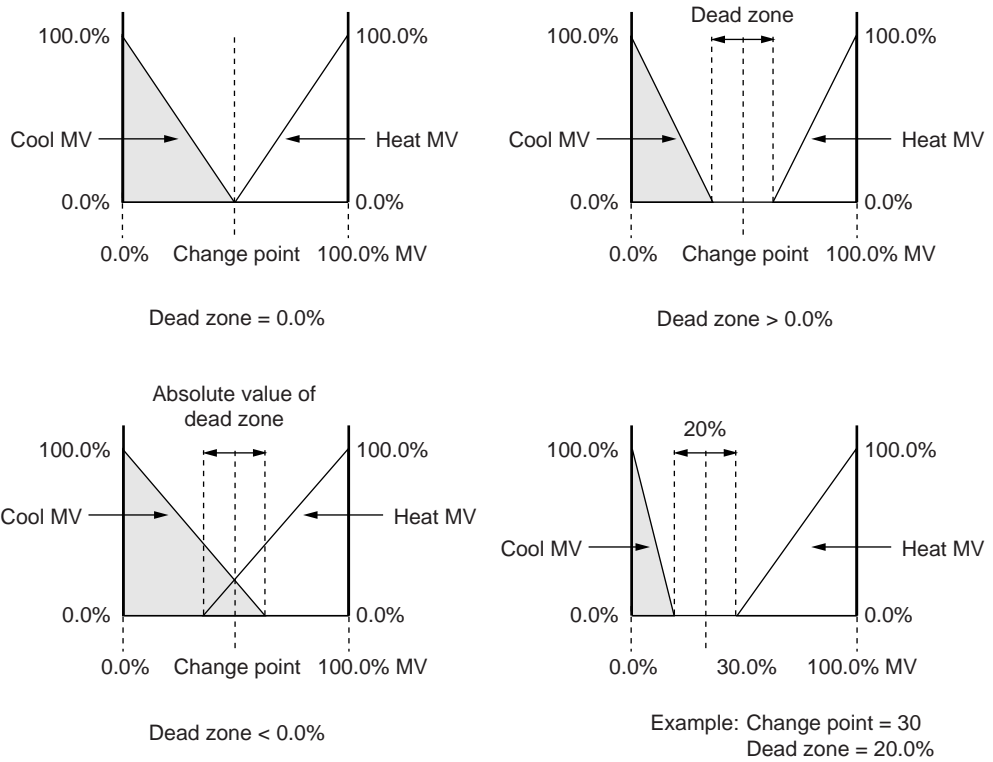 100.0%
100.0%
Cool MV
Heat MV
0.0%
0.0%
0.0%
Change point
100.0% MV
Dead zone = 0.0%
Dead zone
100.0%
100.0%
Cool MV
Heat MV
0.0%
0.0%
0.0%
Change point
100.0% MV
Dead zone > 0.0%
Absolute value of
dead zone
100.0%
100.0%
Cool MV
Heat MV
0.0%
0.0%
0.0%
Change point
100.0% MV
Dead zone < 0.0%
20%
100.0%
100.0%
Cool MV
Heat MV
0.0%
0.0%
0.0%
30.0%
100.0% MV
Example: Change point = 30
Dead zone = 20.0%